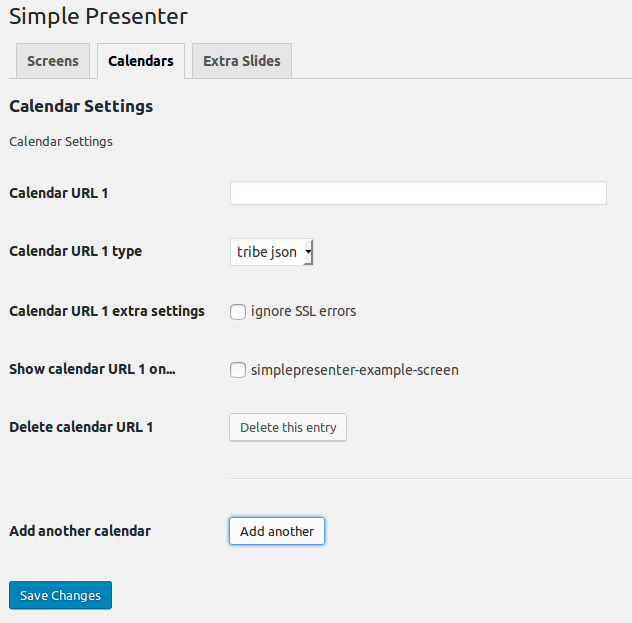 Simple Presenter
Screens Calendars Extra Slides
Calendar Settings
Calendar Settings
Calendar URL 1
Calendar URL 1 type tribe json
Calendar URL 1 extra settings ignore SSL errors
Show calendar URL 1 on... simplepresenter-example-screen
Delete calendar URL 1 Delete this entry
Add another calendar Add another
Save Changes